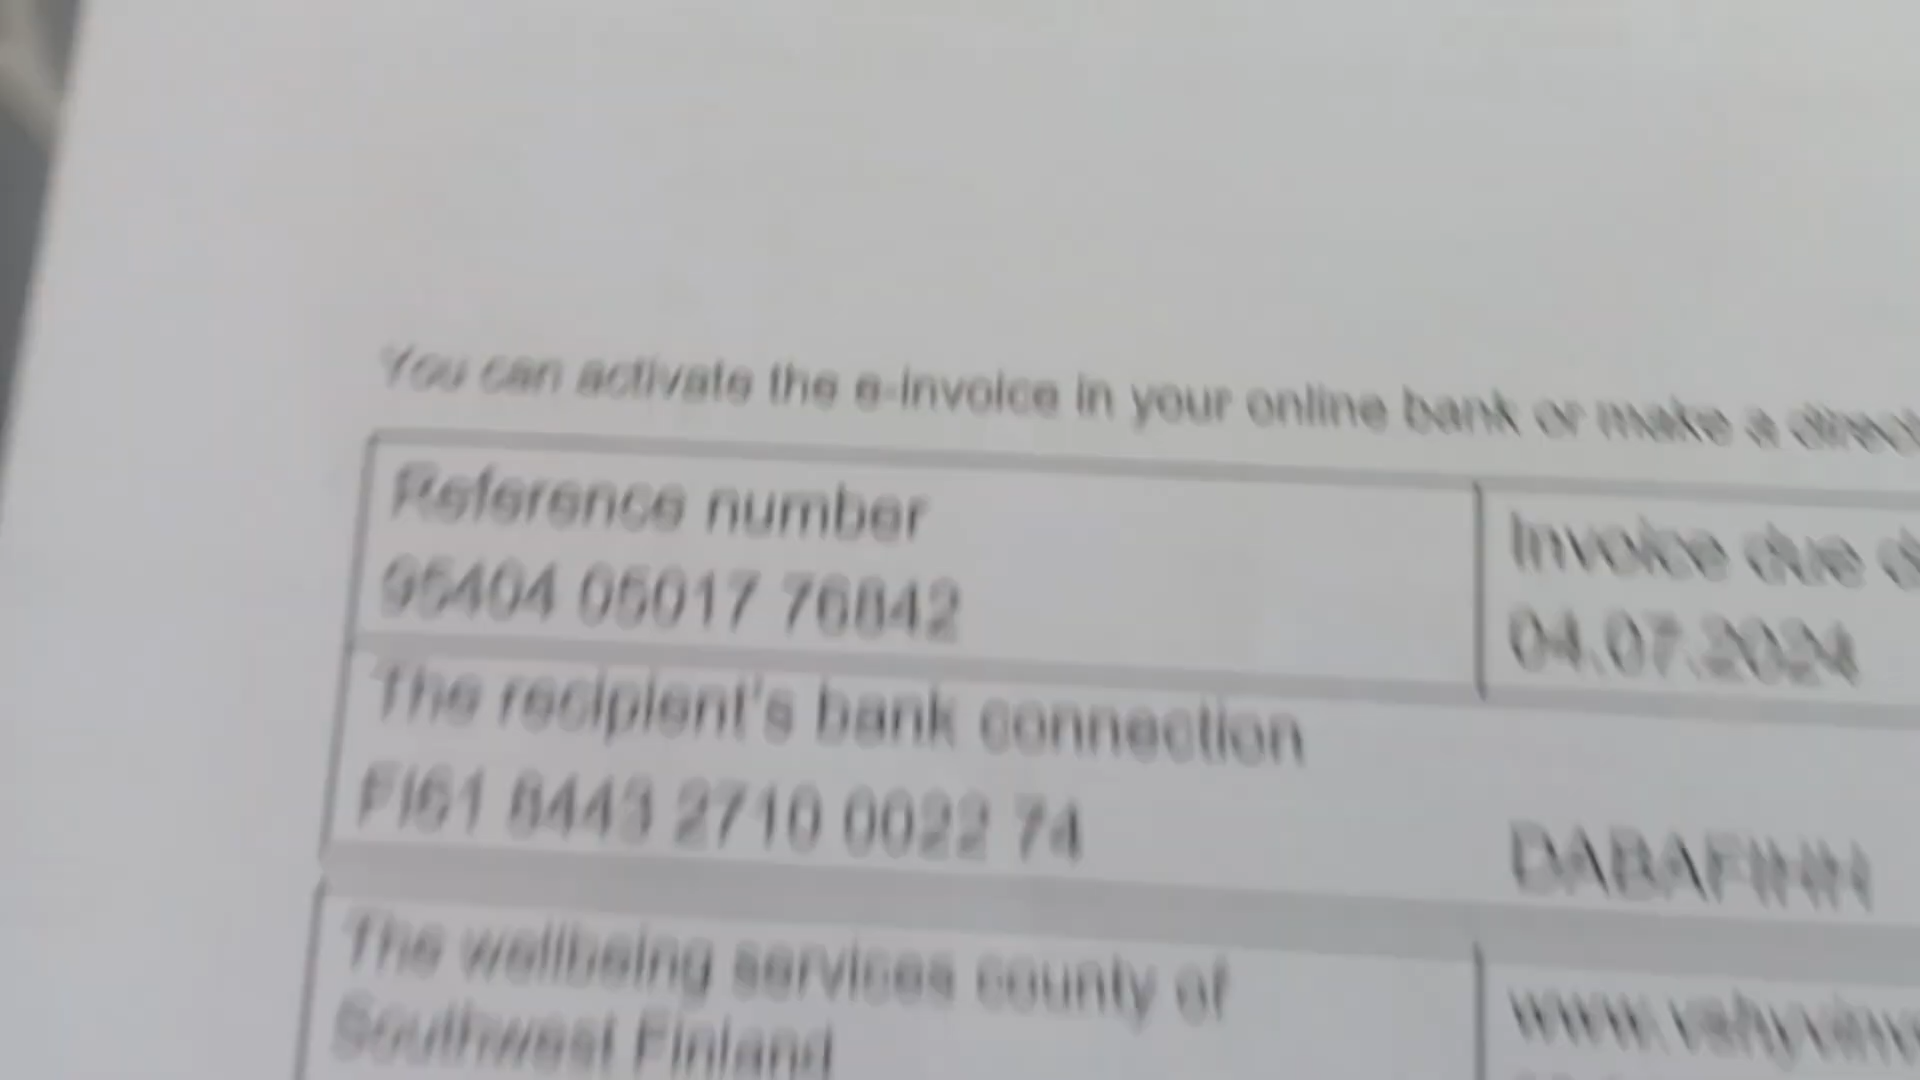 You can activate the e-invoice in your online bank or make a direct
Reference number
95404 05017 76842
Invoice due d
04.07.2024
The recipient's bank connection
FI61 8443 2710 0022 74
DABAFIHH
The wellbeing services county of
Southwest Finland